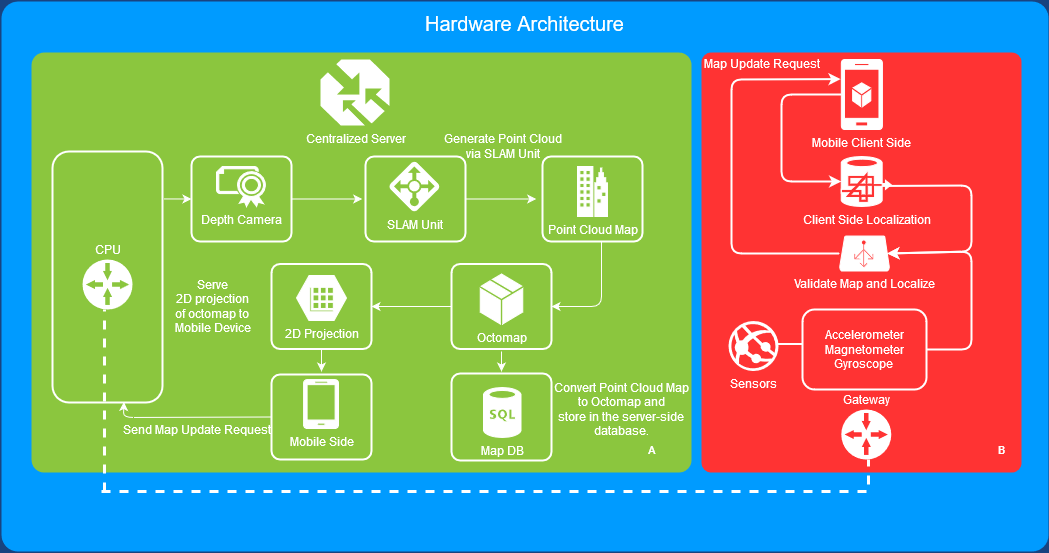 Hardware Architecture
Centralized Server
Generate Point Cloud
via SLAM Unit
Depth Camera
SLAM Unit
Point Cloud Map
CPU
Serve
2D projection
of octomap to
Mobile Device
2D Projection
Octomap
Send Map Update Request
Mobile Side
SQL
Map DB
Convert Point Cloud Map
to Octomap and
store in the server-side
database.
A
Map Update Request
Mobile Client Side
Client Side Localization
Validate Map and Localize
Accelerometer
Magnetometer
Gyroscope
Sensors
Gateway
B